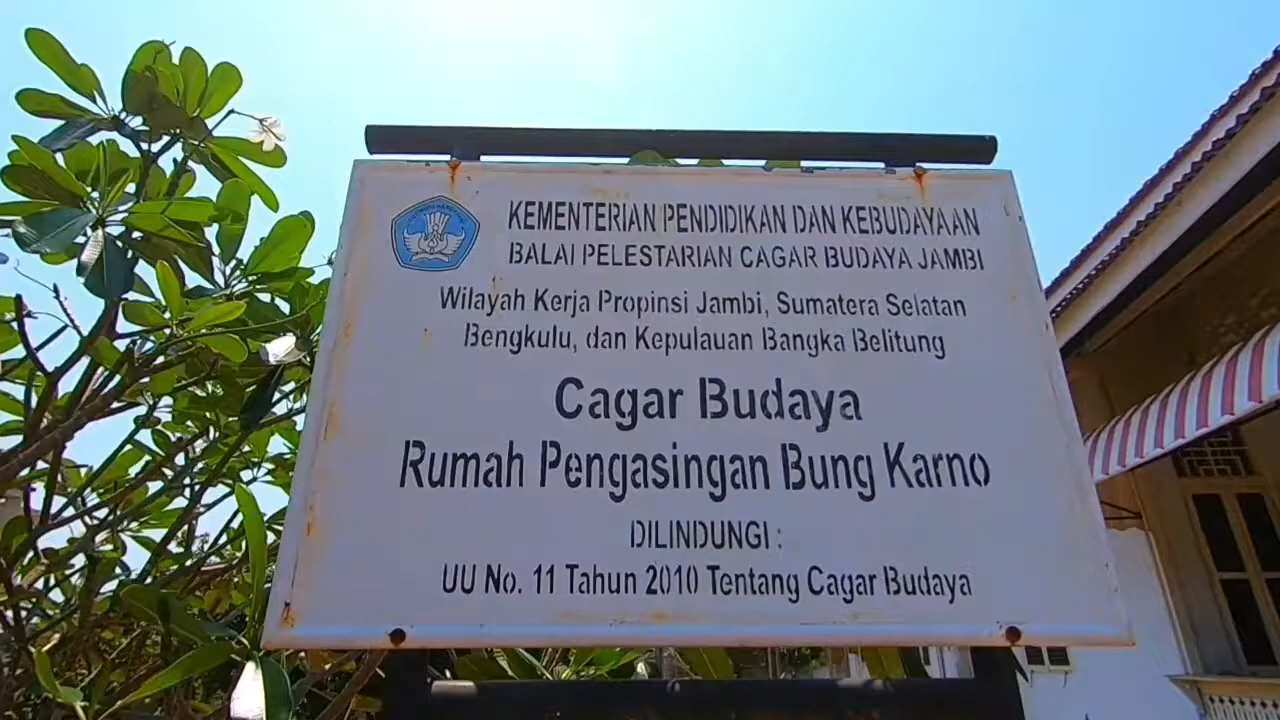 KEMENTERIAN PENDIDIKAN DAN KEBUDAYAAN
BALAI PELESTARIAN CAGAR BUDAYA JAMBI
Wilayah Kerja Propinsi Jambi, Sumatera Selatan
Bengkulu, dan Kepulauan Bangka Belitung
Cagar Budaya
Rumah Pengasingan Bung Karno
DILINDUNGI :
UU No. 11 Tahun 2010 Tentang Cagar Budaya